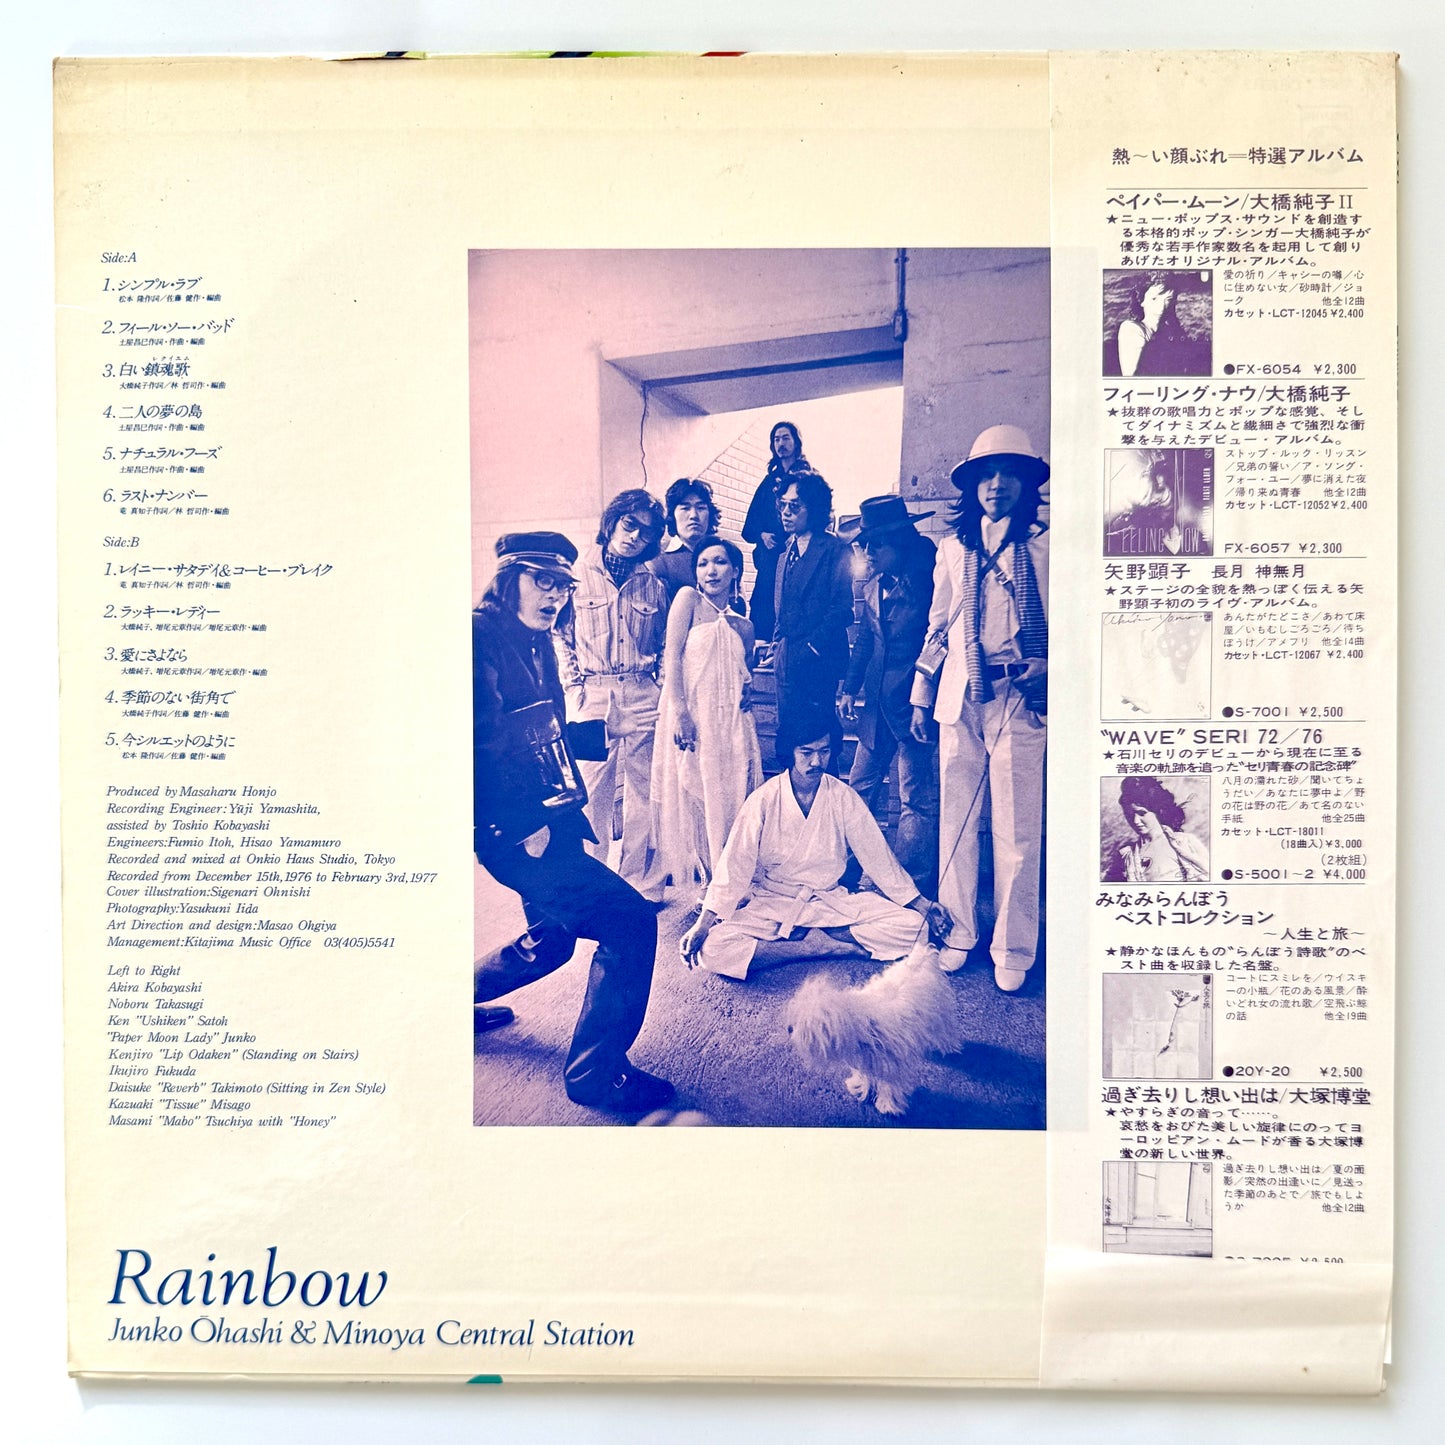 Side:A
1.シンプル・ラブ
松本 隆作詞／佐藤 健作・編曲
2.フィール・ソー・バッド
土屋昌巳作詞・作曲・編曲
レクイエム
3.白い鎮魂歌
大橋純子作詞／林 哲司作・編曲
4.二人の夢の島
土屋昌巳作詞・作曲・編曲
5.ナチュラル・フーズ
土屋昌巳作詞・作曲・編曲
6.ラスト・ナンバー
竜 真知子作詞／林 哲司作・編曲
Side:B
1.レイニー・サタデイ&コーヒー・ブレイク
竜 真知子作詞／林 哲司作・編曲
2.ラッキー・レディー
大橋純子、増尾元章作詞／増尾元章作・編曲
3.愛にさよなら
大橋純子、増尾元章作詞／増尾元章作・編曲
4.季節のない街角で
大橋純子作詞／佐藤 健作・編曲
5.今シルエットのように
松本 隆作詞／佐藤 健作・編曲
Produced by Masaharu Honjo
Recording Engineer:Yūji Yamashita,
assisted by Toshio Kobayashi
Engineers:Fumio Itoh, Hisao Yamamuro
Recorded and mixed at Onkio Haus Studio, Tokyo
Recorded from December 15th,1976 to February 3rd,1977
Cover illustration:Sigenari Ohnishi
Photography:Yasukuni Iida
Art Direction and design:Masao Ohgiya
Management:Kitajima Music Office 03(405)5541
Left to Right
Akira Kobayashi
Noboru Takasugi
Ken "Ushiken" Satoh
"Paper Moon Lady" Junko
Kenjiro "Lip Odaken" (Standing on Stairs)
Ikujiro Fukuda
Daisuke "Reverb" Takimoto (Sitting in Zen Style)
Kazuaki "Tissue" Misago
Masami "Mabo" Tsuchiya with "Honey"
Rainbow
Junko Ōhashi & Minoya Central Station
熱〜い顔ぶれ＝特選アルバム
ペイパー・ムーン/大橋純子II
★ニュー・ポップス・サウンドを創造す
る本格的ポップ・シンガー大橋純子が
優秀な若手作家数名を起用して創り
あげたオリジナル・アルバム。
愛の祈り／キャシーの噂／心
に住めない女／砂時計／ジョ
ーク 他全12曲
カセット・LCT-12045 ¥2,400
●FX-6054 ¥2,300
フィーリング・ナウ/大橋純子
★抜群の歌唱力とポップな感覚、そし
てダイナミズムと繊細さで強烈な衝
撃を与えたデビュー・アルバム。
ストップ・ルック・リッスン
／兄弟の誓い／ア・ソング・
フォー・ユー／夢に消えた夜
／帰り来ぬ青春 他全12曲
カセット・LCT-12052 ¥2,400
FEELING NOW
FX-6057 ¥2,300
矢野顕子 長月 神無月
★ステージの全貌を熱っぽく伝える矢
野顕子初のライヴ・アルバム。
あんたがたどこさ／あわて床
屋／いもむしごろごろ／待ち
ぼうけ／アメフリ 他全14曲
カセット・LCT-12067 ¥2,400
●S-7001 ¥2,500
"WAVE" SERI 72／76
★石川セリのデビューから現在に至る
音楽の軌跡を追った"セリ青春の記念碑"
八月の濡れた砂／聞いてちょ
うだい／あなたに夢中よ／野
の花は野の花／あて名のない
手紙 他全25曲
カセット・LCT-18011
(18曲入)¥3,000
(2枚組)
●S-5001〜2 ¥4,000
みなみらんぼう
ベストコレクション
〜人生と旅〜
★静かなほんもの"らんぼう詩歌"のベ
スト曲を収録した名盤。
コートにスミレを／ウイスキ
ーの小瓶／花のある風景／酔
いどれ女の流れ歌／空飛ぶ鯨
の話 他全19曲
●20Y-20 ¥2,500
過ぎ去りし想い出は/大塚博堂
★やすらぎの音って……。
哀愁をおびた美しい旋律にのってヨ
ーロッピアン・ムードが香る大塚博
堂の新しい世界。
過ぎ去りし想い出は／夏の面
影／突然の出逢いに／見送っ
た季節のあとで／旅でもしよ
うか 他全12曲